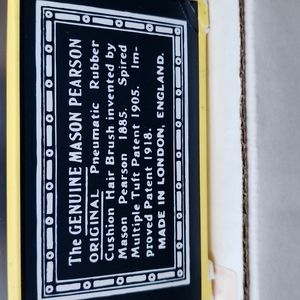 The GENUINE MASON PEARSON
ORIGINAL Pneumatic Rubber
Cushion Hair Brush invented by
Mason Pearson 1885. Spired
Multiple Tuft Patent 1905. Im-
proved Patent 1918.
MADE IN LONDON, ENGLAND.